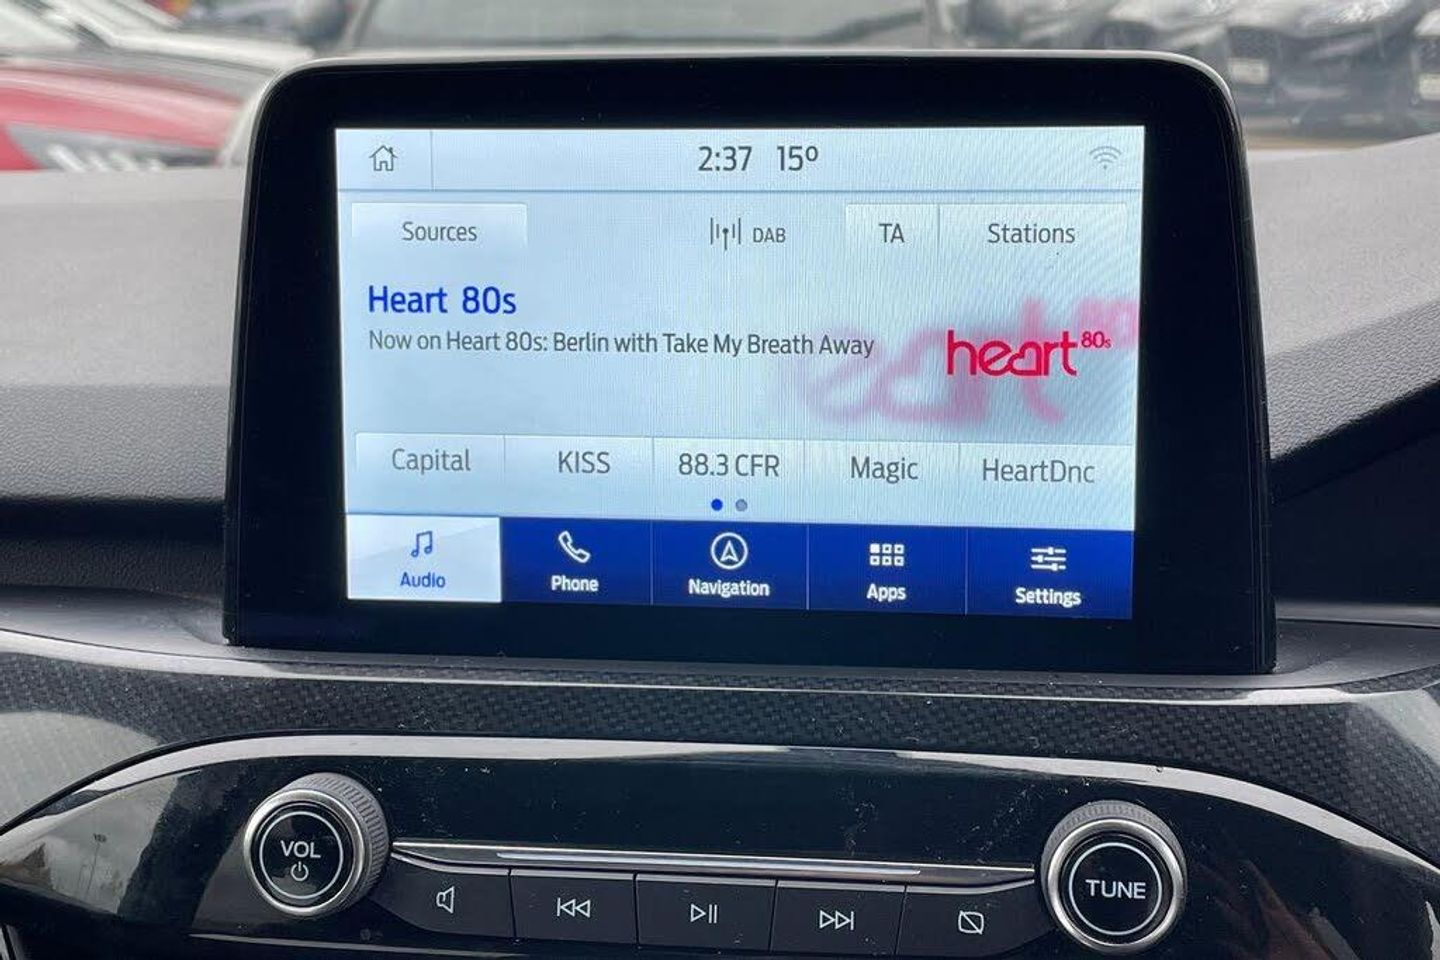 2:37 15º
Sources DAB TA Stations
Heart 80s
Now on Heart 80s: Berlin with Take My Breath Away
heart 80s
Capital KISS 88.3 CFR Magic HeartDnc
Audio Phone Navigation Apps Settings
VOL
TUNE